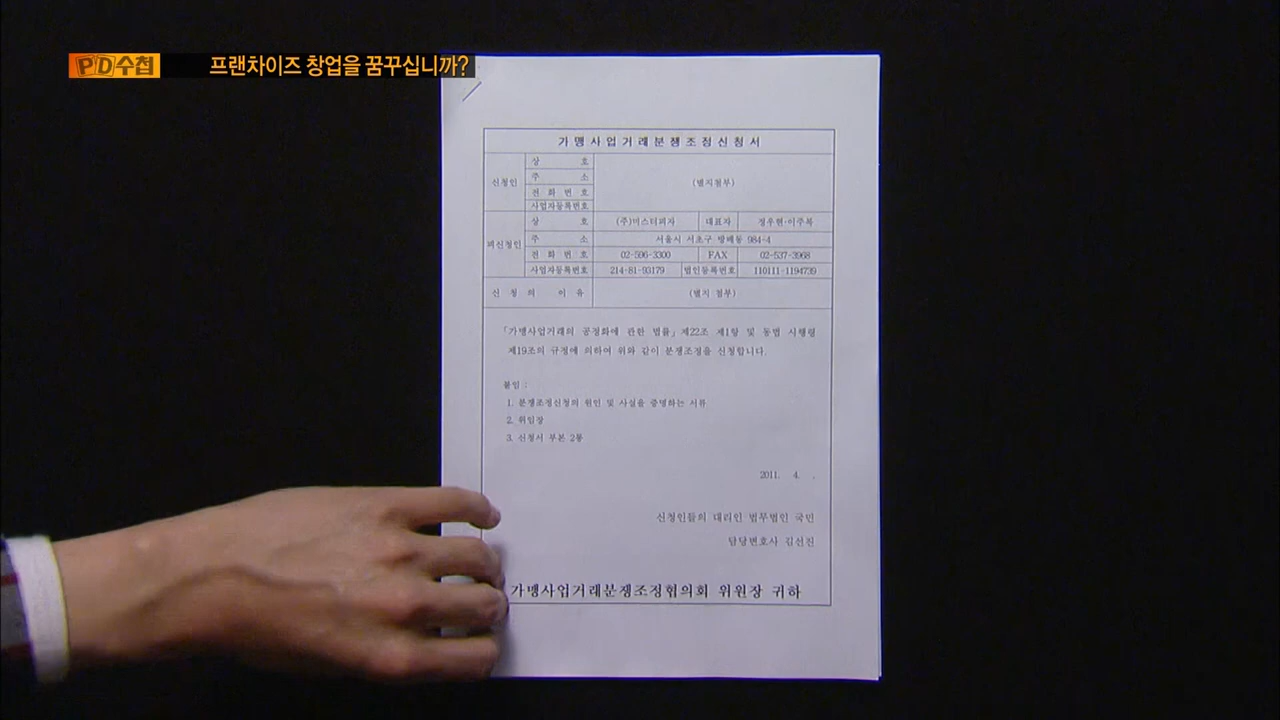 PD수첩
프랜차이즈 창업을 꿈꾸십니까?
가맹사업거래분쟁조정신청서
신청인
상 호
주 소
전 화 번 호
사업자등록번호
(별지첨부)
피신청인
상 호 (주)미스터피자 대표자 정우현·이주복
주 소 서울시 서초구 방배동 984-4
전 화 번 호 02-596-3300 FAX 02-537-3968
사업자등록번호 214-81-93179 법인등록번호 110111-1194739
신 청 의 이 유 (별지 첨부)
「가맹사업거래의 공정화에 관한 법률」제22조 제1항 및 동법 시행령
제19조의 규정에 의하여 위와 같이 분쟁조정을 신청합니다.
붙임 :
1. 분쟁조정신청의 원인 및 사실을 증명하는 서류
2. 위임장
3. 신청서 부본 2통
2011. 4. .
신청인들의 대리인 법무법인 국민
담당변호사 김선진
가맹사업거래분쟁조정협의회 위원장 귀하